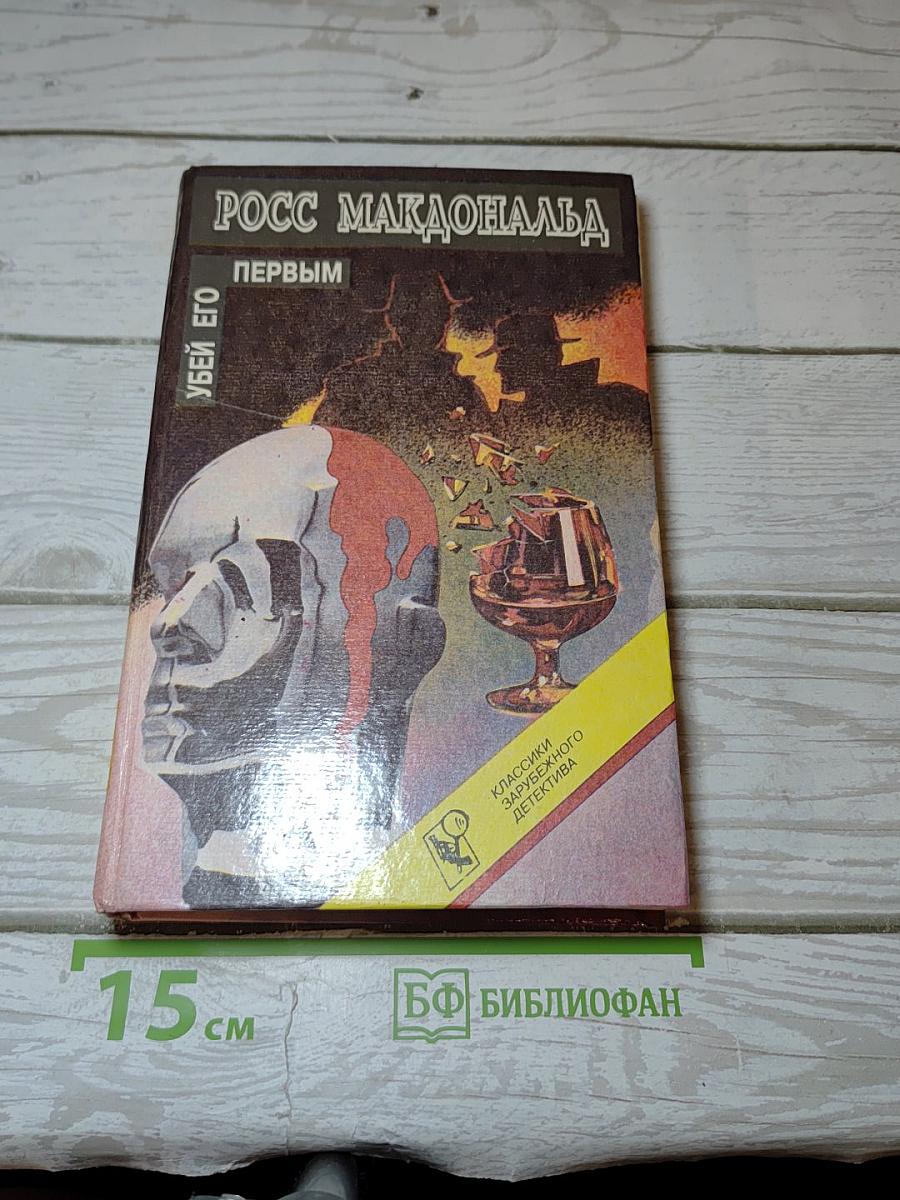 РОСС МАКДОНАЛЬД
УБЕЙ ЕГО
ПЕРВЫМ
КЛАССИКИ
ЗАРУБЕЖНОГО
ДЕТЕКТИВА
15 см
БФ БИБЛИОФАН